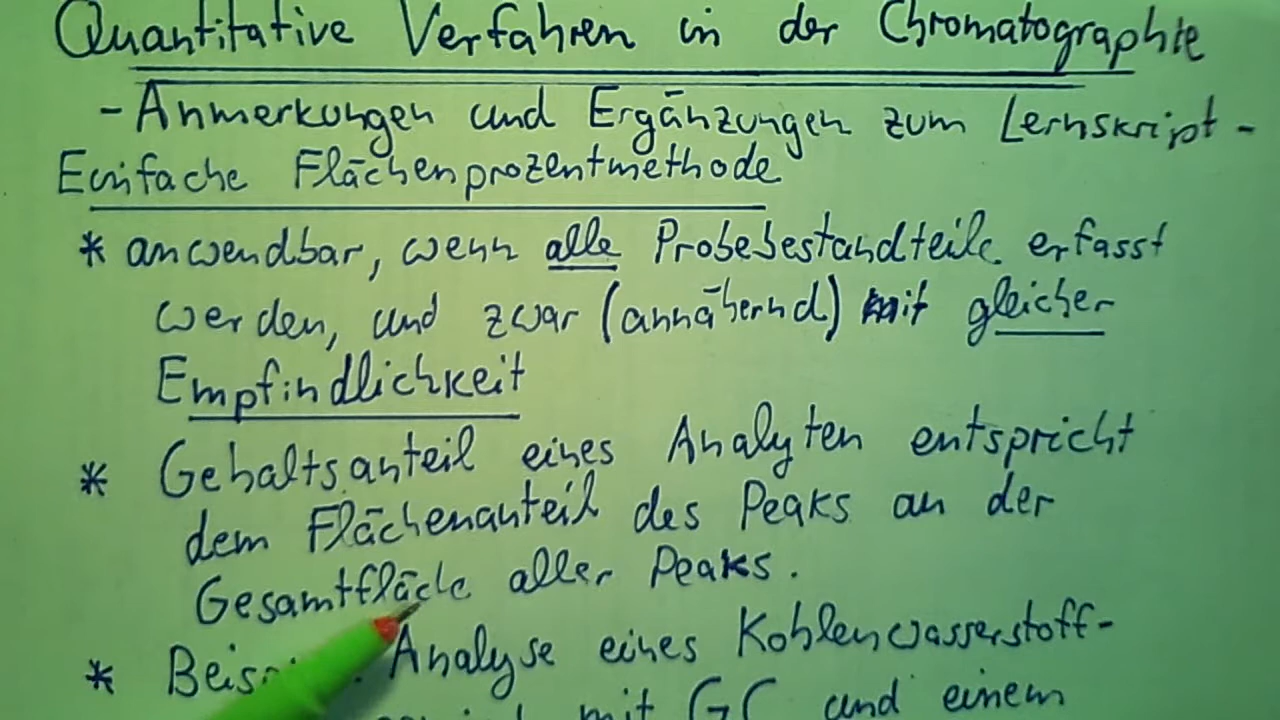 Quantitative Verfahren in der Chromatographie
- Anmerkungen und Ergänzungen zum Lernskript -
Einfache Flächenprozentmethode
* anwendbar, wenn alle Probebestandteile erfasst
werden, und zwar (annähernd) mit gleicher
Empfindlichkeit
* Gehaltsanteil eines Analyten entspricht
dem Flächenanteil des Peaks an der
Gesamtfläche aller Peaks.
* Analyse eines Kohlenwasserstoff-
mit GC und einem